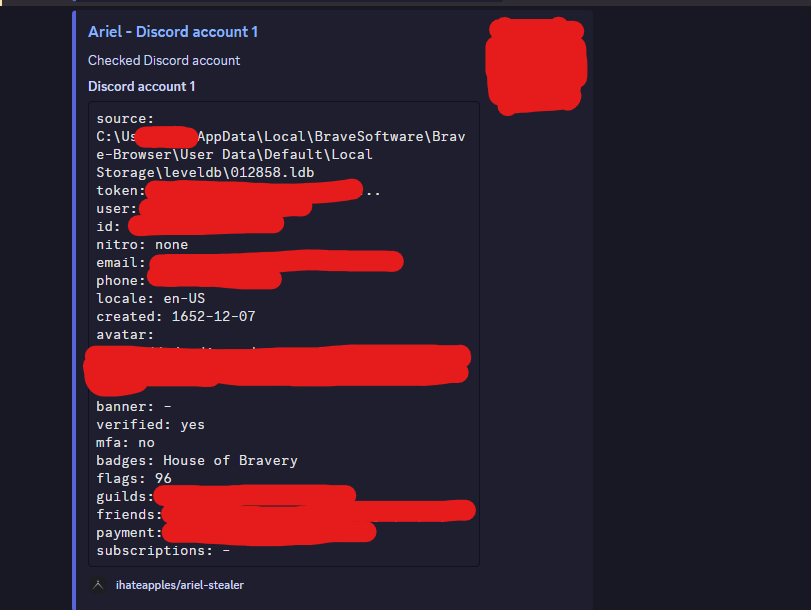 Ariel - Discord account 1
Checked Discord account
Discord account 1
source:
C:\Us AppData\Local\BraveSoftware\Brav
e-Browser\User Data\Default\Local
Storage\leveldb\012858.ldb
token: ..
user:
id:
nitro: none
email:
phone:
locale: en-US
created: 1652-12-07
avatar:
banner: -
verified: yes
mfa: no
badges: House of Bravery
flags: 96
guilds:
friends:
payment:
subscriptions: -
ihateapples/ariel-stealer